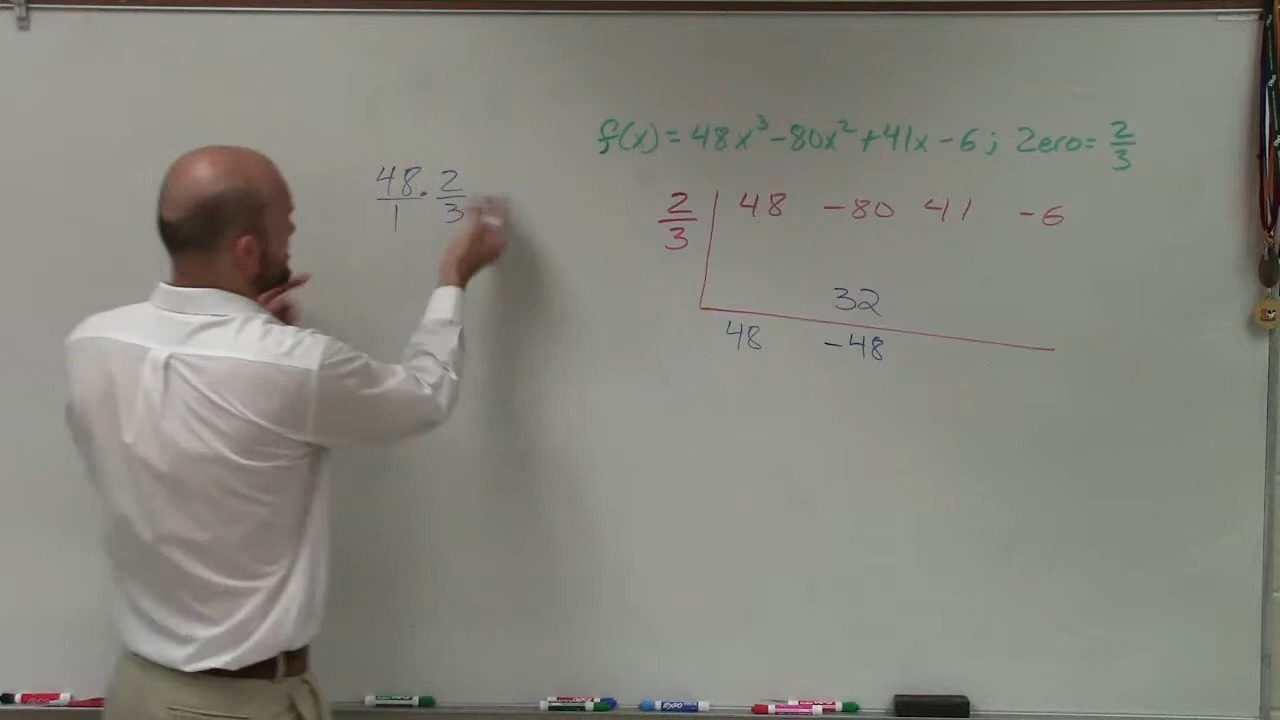 f(x) = 48x³ - 80x² + 41x - 6 ; Zero = 2/3
48/1 · 2/3
2/3 | 48 -80 41 -6
32
48 -48
EXPO